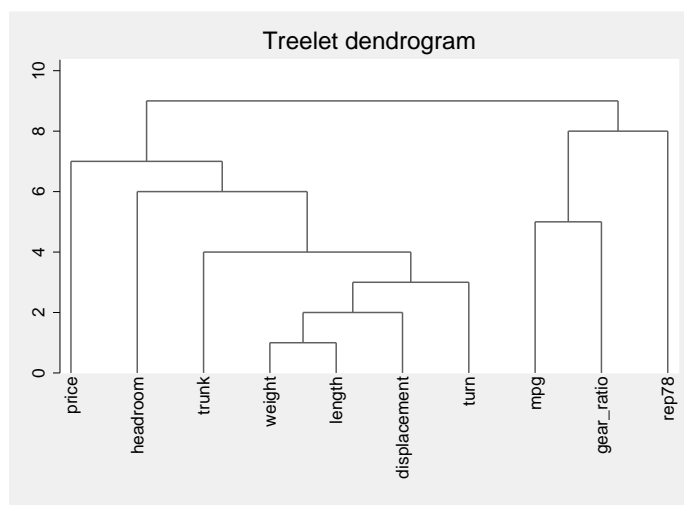 Treelet dendrogram
10
8
6
4
2
0
price
headroom
trunk
weight
length
displacement
turn
mpg
gear_ratio
rep78